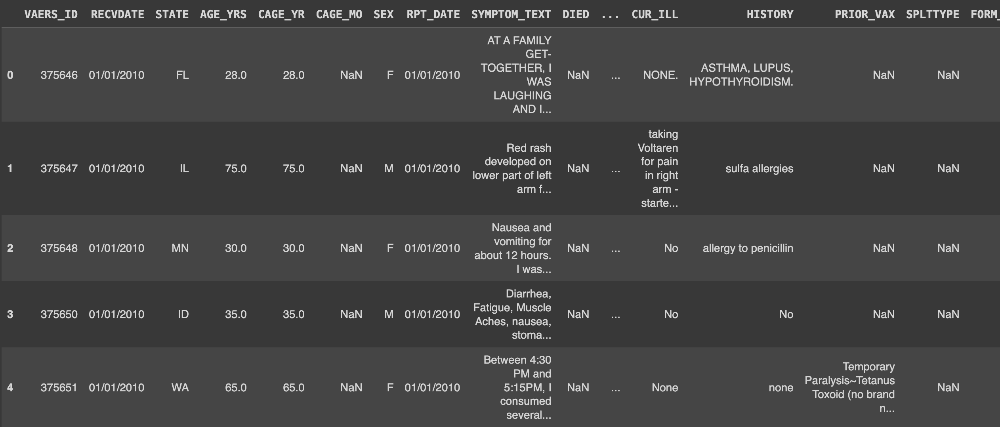 VAERS_ID RECVDATE STATE AGE_YRS CAGE_YR CAGE_MO SEX RPT_DATE SYMPTOM_TEXT DIED ... CUR_ILL HISTORY PRIOR_VAX SPLTTYPE FORM_
0 375646 01/01/2010 FL 28.0 28.0 NaN F 01/01/2010
AT A FAMILY
GET-
TOGETHER, I
WAS
LAUGHING
AND I...
NaN ... NONE.
ASTHMA, LUPUS,
HYPOTHYROIDISM.
NaN NaN
1 375647 01/01/2010 IL 75.0 75.0 NaN M 01/01/2010
Red rash
developed on
lower part of left
arm f...
NaN ...
taking
Voltaren
for pain
in right
arm -
starte...
sulfa allergies NaN NaN
2 375648 01/01/2010 MN 30.0 30.0 NaN F 01/01/2010
Nausea and
vomiting for
about 12 hours.
I was...
NaN ... No allergy to penicillin NaN NaN
3 375650 01/01/2010 ID 35.0 35.0 NaN M 01/01/2010
Diarrhea,
Fatigue, Muscle
Aches, nausea,
stoma...
NaN ... No No NaN NaN
4 375651 01/01/2010 WA 65.0 65.0 NaN F 01/01/2010
Between 4:30
PM and
5:15PM, I
consumed
several...
NaN ... None none
Temporary
Paralysis~Tetanus
Toxoid (no brand
n...
NaN